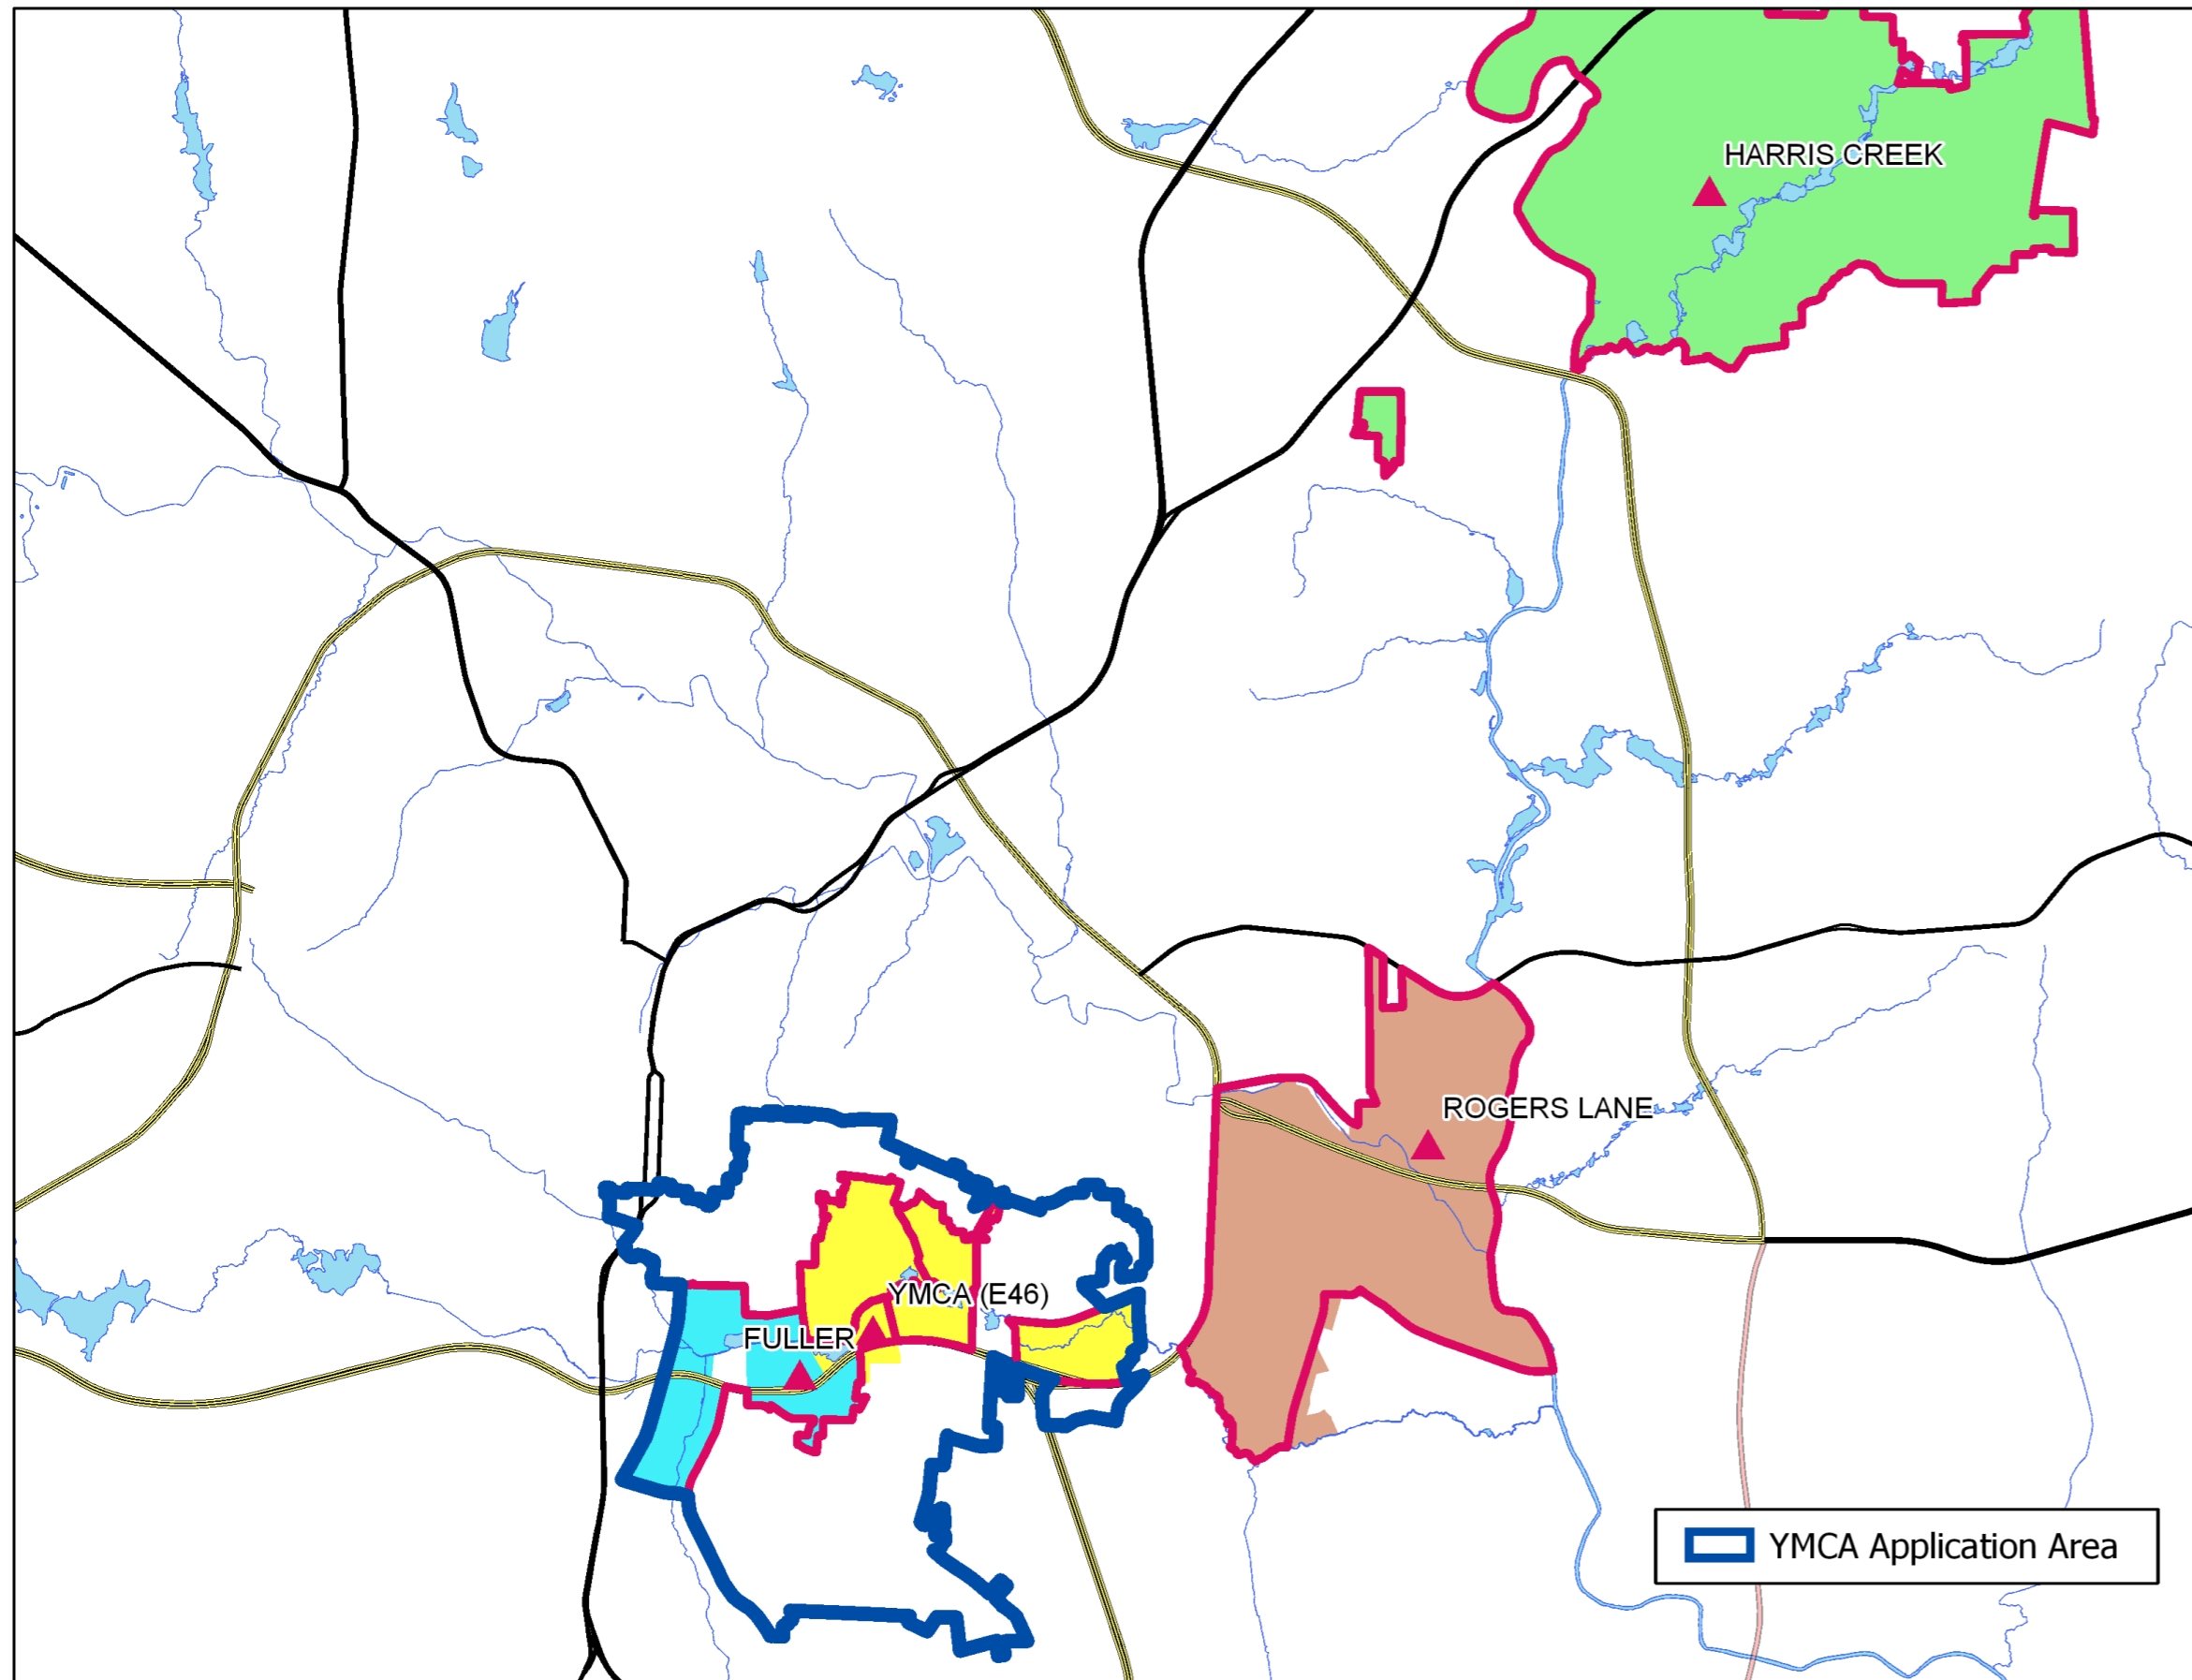 HARRIS CREEK
ROGERS LANE
YMCA (E46)
FULLER
YMCA Application Area